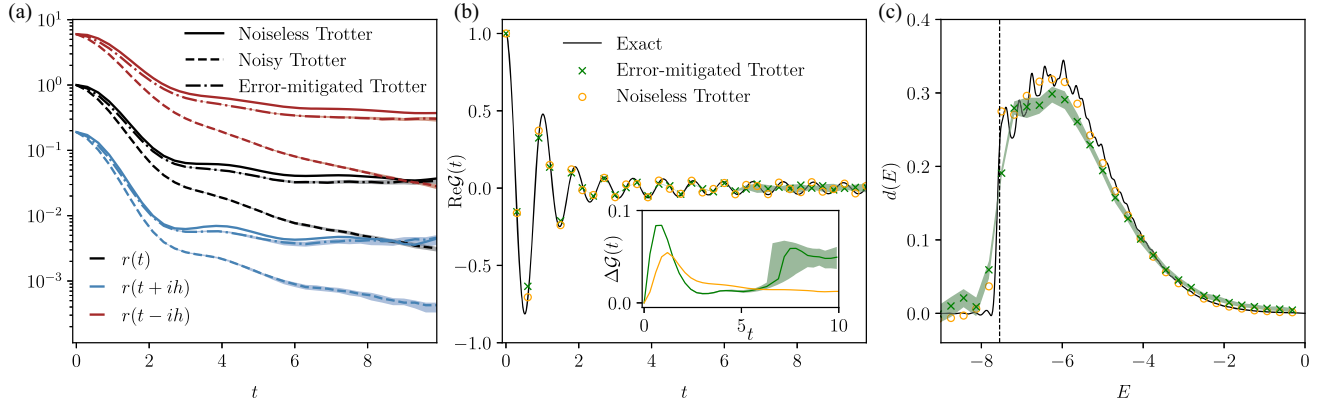 (a)
10^1
10^0
10^{-1}
10^{-2}
10^{-3}
Noiseless Trotter
Noisy Trotter
Error-mitigated Trotter
r(t)
r(t + ih)
r(t − ih)
0 2 4 6 8
t
(b)
1.0
0.5
0.0
−0.5
−1.0
Re𝒢(t)
Exact
Error-mitigated Trotter
Noiseless Trotter
0.1
0.0
Δ𝒢(t)
0 5 10
t
0 2 4 6 8
t
(c)
0.4
0.3
0.2
0.1
0.0
d(E)
−8 −6 −4 −2 0
E